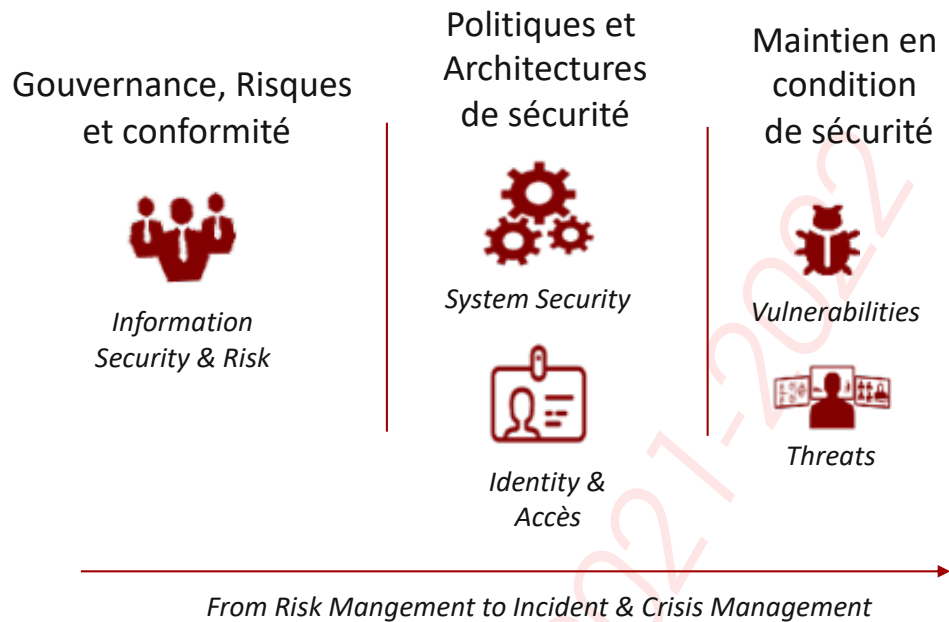 Gouvernance, Risques
et conformité
Information
Security & Risk
Politiques et
Architectures
de sécurité
System Security
Identity &
Accès
Maintien en
condition
de sécurité
Vulnerabilities
Threats
From Risk Mangement to Incident & Crisis Management
2021-2022